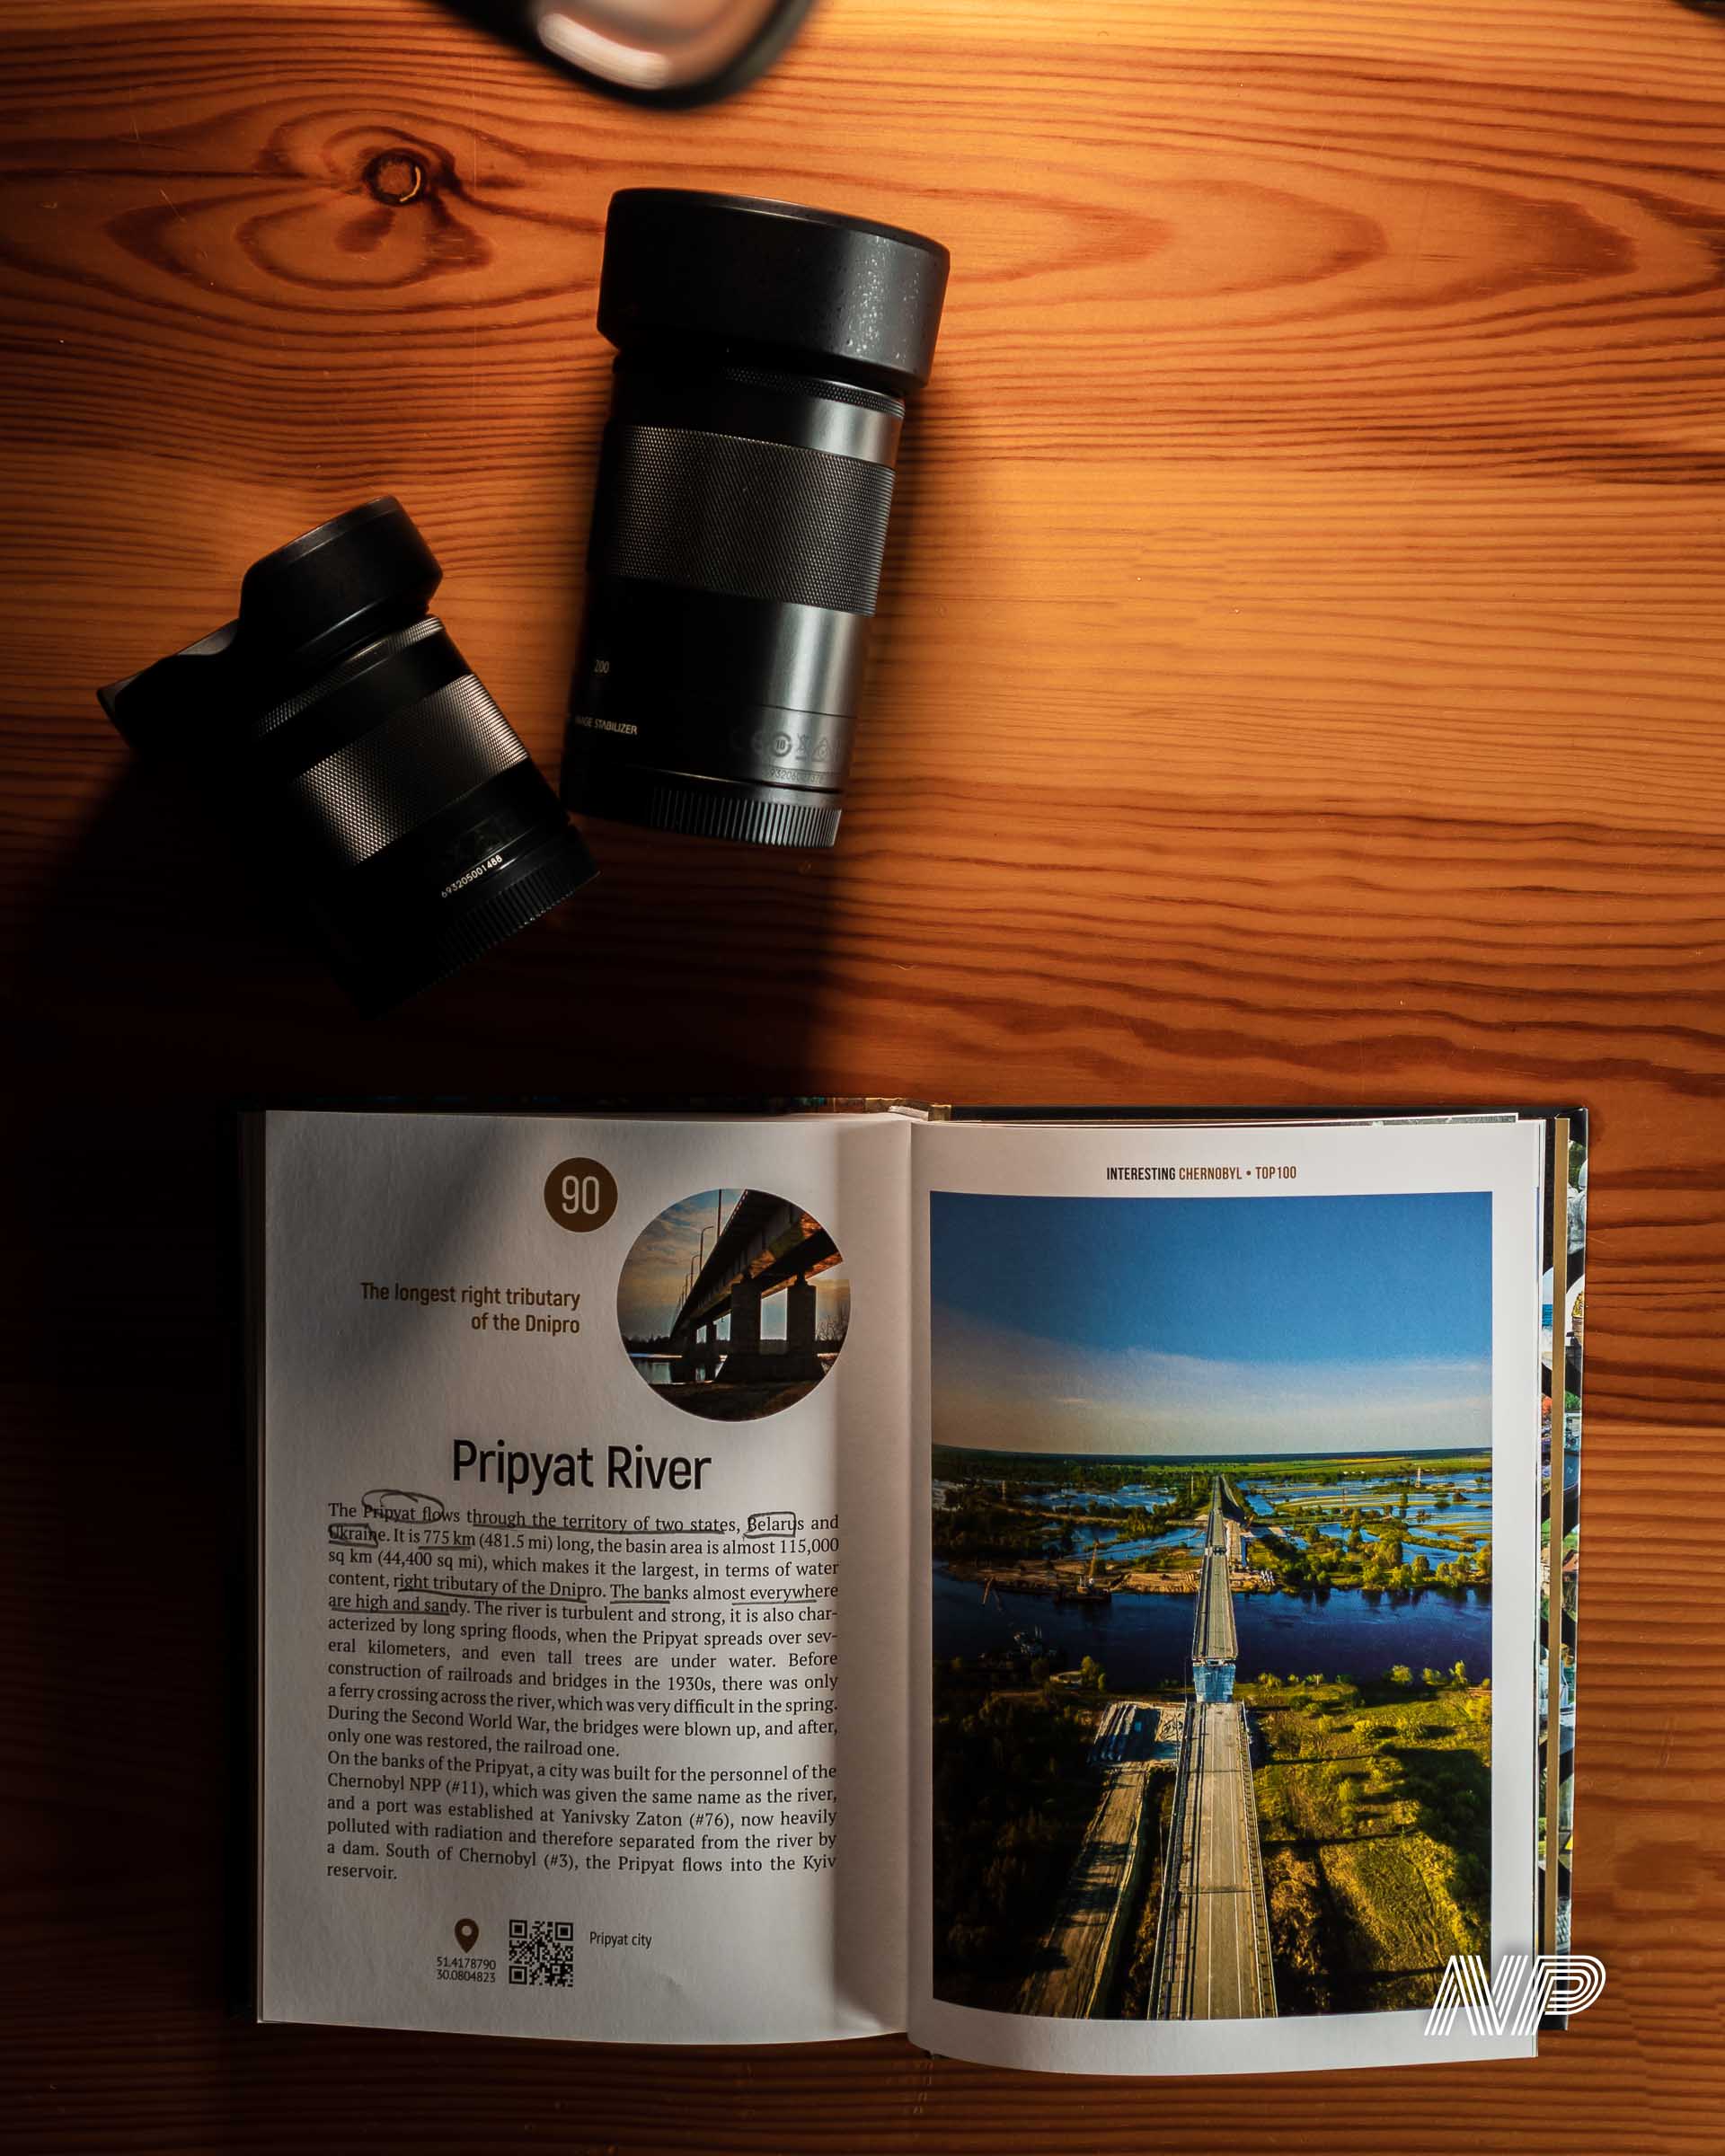 200
IMAGE STABILIZER
693205001488
90
The longest right tributary
of the Dnipro
Pripyat River
The Pripyat flows through the territory of two states, Belarus and
Ukraine. It is 775 km (481.5 mi) long, the basin area is almost 115,000
sq km (44,400 sq mi), which makes it the largest, in terms of water
content, right tributary of the Dnipro. The banks almost everywhere
are high and sandy. The river is turbulent and strong, it is also char-
acterized by long spring floods, when the Pripyat spreads over sev-
eral kilometers, and even tall trees are under water. Before
construction of railroads and bridges in the 1930s, there was only
a ferry crossing across the river, which was very difficult in the spring.
During the Second World War, the bridges were blown up, and after,
only one was restored, the railroad one.
On the banks of the Pripyat, a city was built for the personnel of the
Chernobyl NPP (#11), which was given the same name as the river,
and a port was established at Yanivsky Zaton (#76), now heavily
polluted with radiation and therefore separated from the river by
a dam. South of Chernobyl (#3), the Pripyat flows into the Kyiv
reservoir.
51.4178790
30.0804823
Pripyat city
INTERESTING CHERNOBYL • TOP100
NP